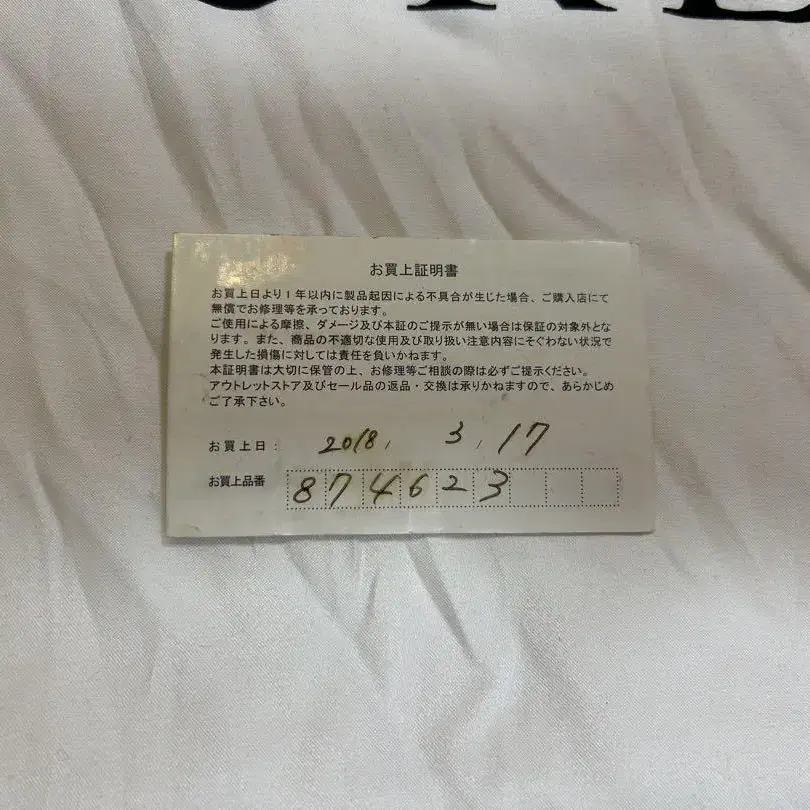 お買上証明書
お買上日より1年以内に製品起因による不具合が生じた場合、ご購入店にて
無償でお修理等を承っております。
ご使用による摩擦、ダメージ及び本証のご提示が無い場合は保証の対象外とな
ります。また、商品の不適切な使用及び取り扱い注意内容にそぐわない状況で
発生した損傷に対しては責任を負いかねます。
本証明書は大切に保管の上、お修理等ご相談の際は必ずご提示ください。
アウトレットストア及びセール品の返品・交換は承りかねますので、あらかじめ
ご了承下さい。
お買上日: 2018, 3, 17
お買上品番 874623